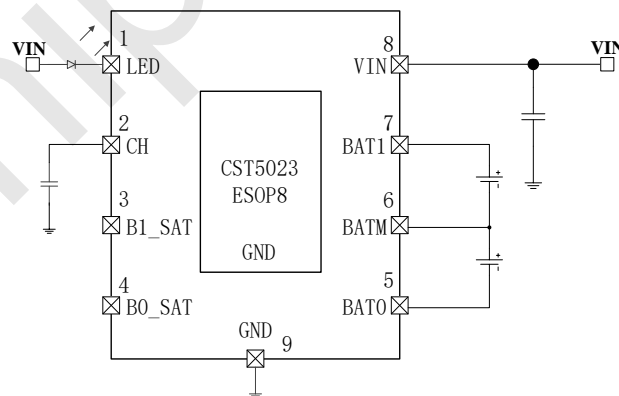 VIN
1
LED
8
VIN
VIN
2
CH
7
BAT1
CST5023
ESOP8
3
B1_SAT
6
BATM
GND
4
B0_SAT
5
BAT0
GND
9